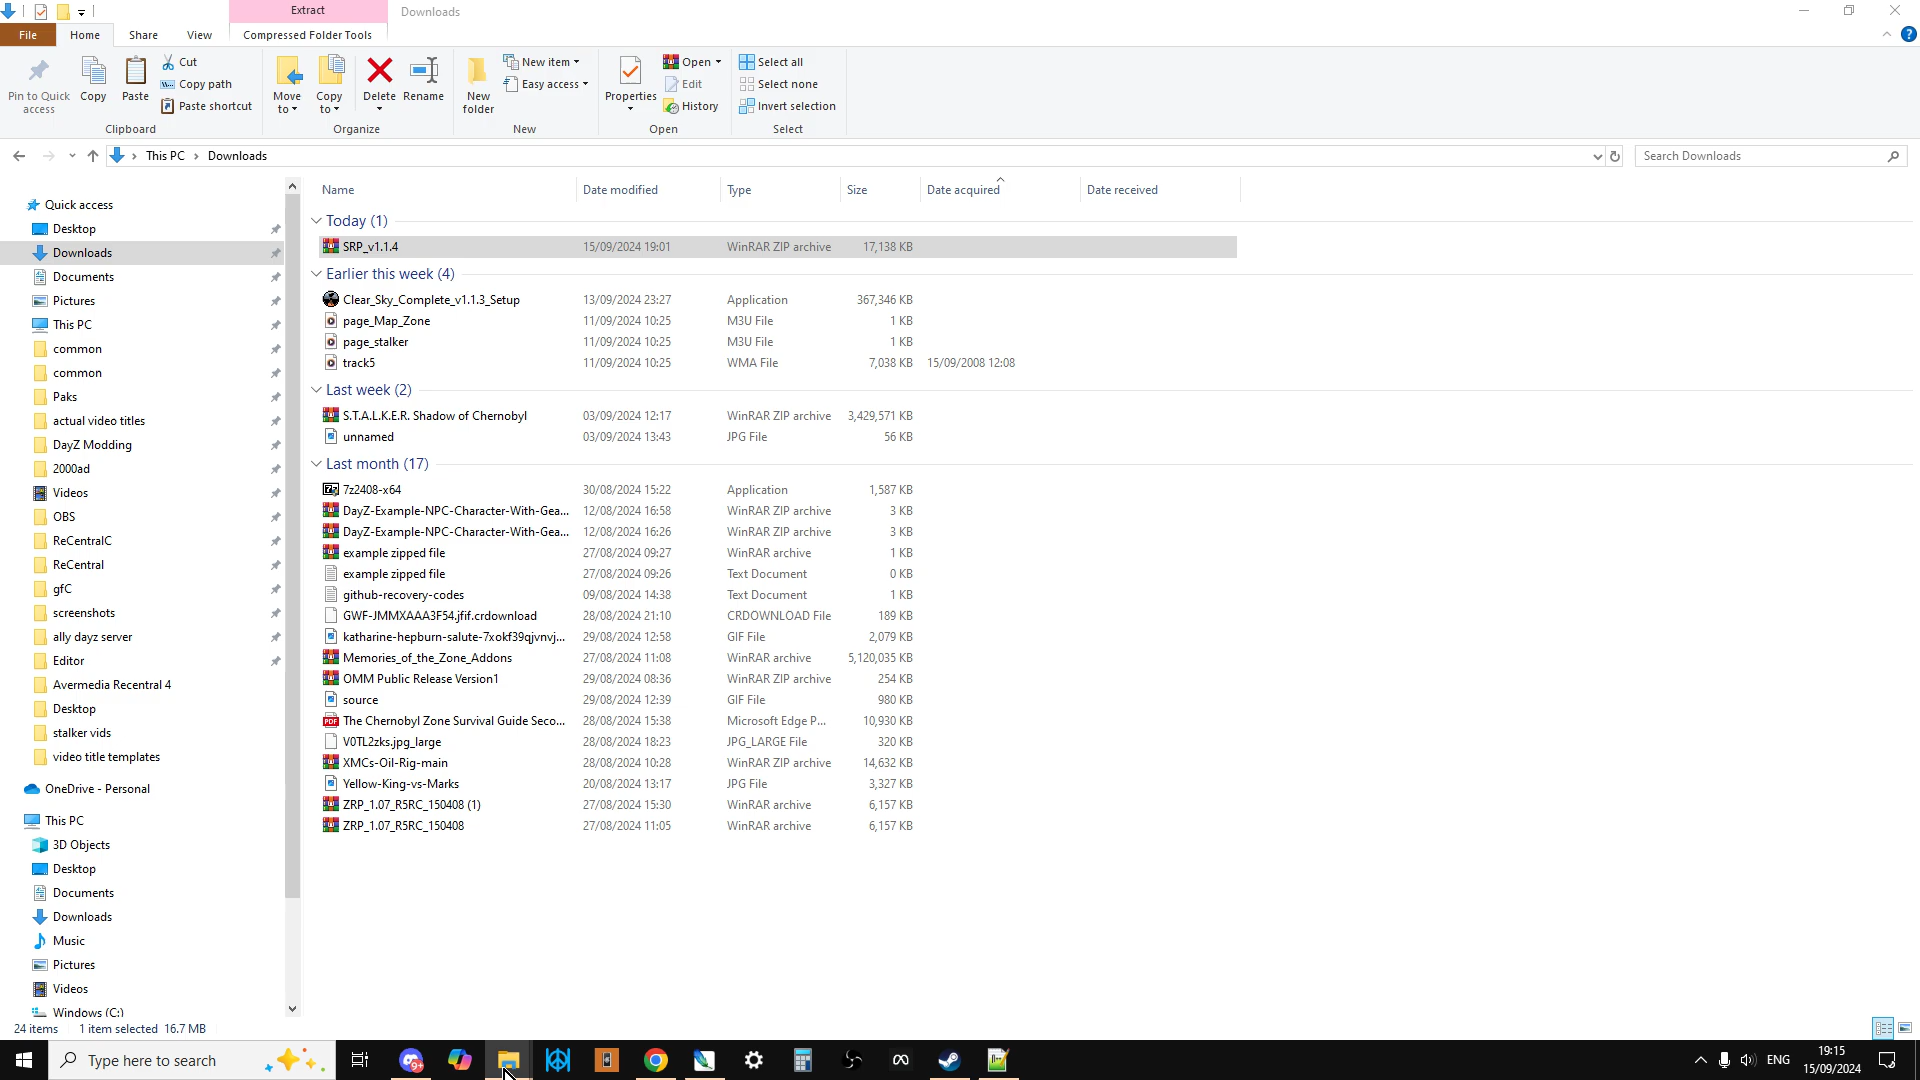 Extract Downloads
File Home Share View Compressed Folder Tools
Pin to Quick access
Copy
Paste
Cut
Copy path
Paste shortcut
Clipboard
Move to
Copy to
Delete
Rename
Organize
New folder
New item
Easy access
New
Properties
Open
Edit
History
Open
Select all
Select none
Invert selection
Select
This PC > Downloads
Search Downloads
Quick access
Desktop
Downloads
Documents
Pictures
This PC
common
common
Paks
actual video titles
DayZ Modding
2000ad
Videos
OBS
ReCentralC
ReCentral
gfC
screenshots
ally dayz server
Editor
Avermedia Recentral 4
Desktop
stalker vids
video title templates
OneDrive - Personal
This PC
3D Objects
Desktop
Documents
Downloads
Music
Pictures
Videos
Windows (C:)
Name Date modified Type Size Date acquired Date received
Today (1)
SRP_v1.1.4 15/09/2024 19:01 WinRAR ZIP archive 17,138 KB
Earlier this week (4)
Clear_Sky_Complete_v1.1.3_Setup 13/09/2024 23:27 Application 367,346 KB
page_Map_Zone 11/09/2024 10:25 M3U File 1 KB
page_stalker 11/09/2024 10:25 M3U File 1 KB
track5 11/09/2024 10:25 WMA File 7,038 KB 15/09/2008 12:08
Last week (2)
S.T.A.L.K.E.R. Shadow of Chernobyl 03/09/2024 12:17 WinRAR ZIP archive 3,429,571 KB
unnamed 03/09/2024 13:43 JPG File 56 KB
Last month (17)
7z2408-x64 30/08/2024 15:22 Application 1,587 KB
DayZ-Example-NPC-Character-With-Gea... 12/08/2024 16:58 WinRAR ZIP archive 3 KB
DayZ-Example-NPC-Character-With-Gea... 12/08/2024 16:26 WinRAR ZIP archive 3 KB
example zipped file 27/08/2024 09:27 WinRAR archive 1 KB
example zipped file 27/08/2024 09:26 Text Document 0 KB
github-recovery-codes 09/08/2024 14:38 Text Document 1 KB
GWF-JMMXAAA3F54.jfif.crdownload 28/08/2024 21:10 CRDOWNLOAD File 189 KB
katharine-hepburn-salute-7xokf39qjvnvj... 29/08/2024 12:58 GIF File 2,079 KB
Memories_of_the_Zone_Addons 27/08/2024 11:08 WinRAR archive 5,120,035 KB
OMM Public Release Version1 29/08/2024 08:36 WinRAR ZIP archive 254 KB
source 29/08/2024 12:39 GIF File 980 KB
The Chernobyl Zone Survival Guide Seco... 28/08/2024 15:38 Microsoft Edge P... 10,930 KB
V0TL2zks.jpg_large 28/08/2024 18:23 JPG_LARGE File 320 KB
XMCs-Oil-Rig-main 28/08/2024 10:28 WinRAR ZIP archive 14,632 KB
Yellow-King-vs-Marks 20/08/2024 13:17 JPG File 3,327 KB
ZRP_1.07_R5RC_150408 (1) 27/08/2024 15:30 WinRAR archive 6,157 KB
ZRP_1.07_R5RC_150408 27/08/2024 11:05 WinRAR archive 6,157 KB
24 items 1 item selected 16.7 MB
Type here to search
ENG
19:15
15/09/2024